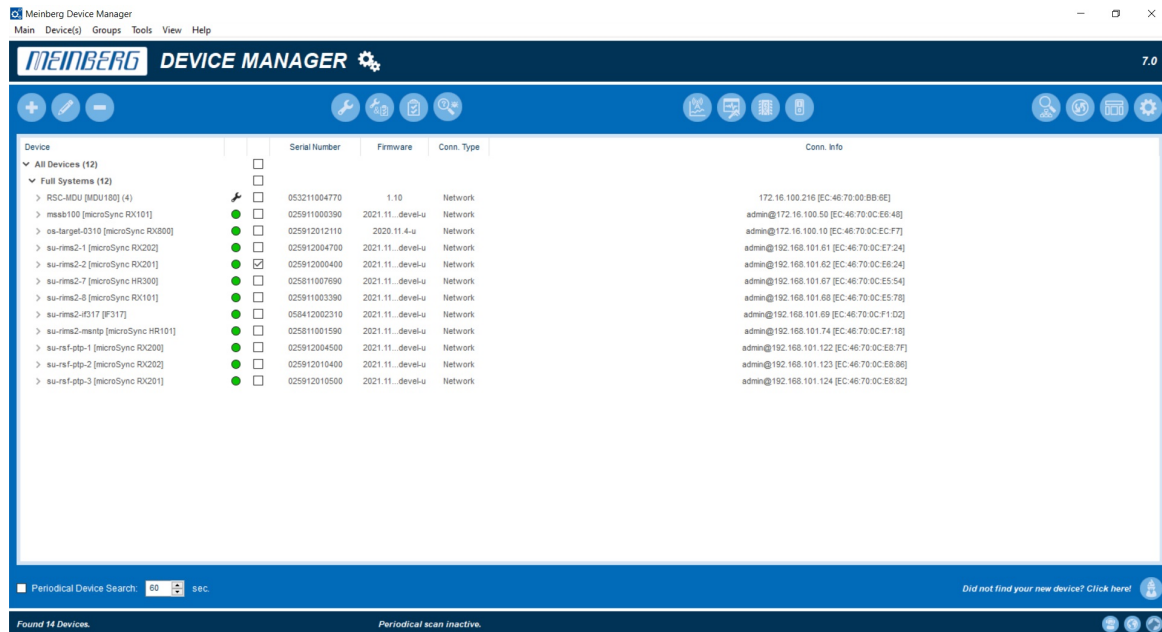 Meinberg Device Manager
Main Device(s) Groups Tools View Help
MEINBERG DEVICE MANAGER 7.0
Device Serial Number Firmware Conn. Type Conn. Info
All Devices (12)
Full Systems (12)
RSC-MDU [MDU180] (4) 053211004770 1.10 Network 172.16.100.216 [EC:46:70:00:BB:6E]
mssb100 [microSync RX101] 025911000390 2021.11...devel-u Network admin@172.16.100.50 [EC:46:70:0C:E6:48]
os-target-0310 [microSync RX800] 025912012110 2020.11.4-u Network admin@172.16.100.10 [EC:46:70:0C:EC:F7]
su-rims2-1 [microSync RX202] 025912004700 2021.11...devel-u Network admin@192.168.101.61 [EC:46:70:0C:E7:24]
su-rims2-2 [microSync RX201] 025912000400 2021.11...devel-u Network admin@192.168.101.62 [EC:46:70:0C:E6:24]
su-rims2-7 [microSync HR300] 025811007690 2021.11...devel-u Network admin@192.168.101.67 [EC:46:70:0C:E5:54]
su-rims2-8 [microSync RX101] 025911003390 2021.11...devel-u Network admin@192.168.101.68 [EC:46:70:0C:E5:78]
su-rims2-if317 [IF317] 058412002310 2021.11...devel-u Network admin@192.168.101.69 [EC:46:70:0C:F1:D2]
su-rims2-msntp [microSync HR101] 025811001590 2021.11...devel-u Network admin@192.168.101.74 [EC:46:70:0C:E7:18]
su-rsf-ptp-1 [microSync RX200] 025912004500 2021.11...devel-u Network admin@192.168.101.122 [EC:46:70:0C:E8:7F]
su-rsf-ptp-2 [microSync RX202] 025912010400 2021.11...devel-u Network admin@192.168.101.123 [EC:46:70:0C:E8:86]
su-rsf-ptp-3 [microSync RX201] 025912010500 2021.11...devel-u Network admin@192.168.101.124 [EC:46:70:0C:E8:82]
Periodical Device Search: 60 sec. Did not find your new device? Click here!
Found 14 Devices. Periodical scan inactive.